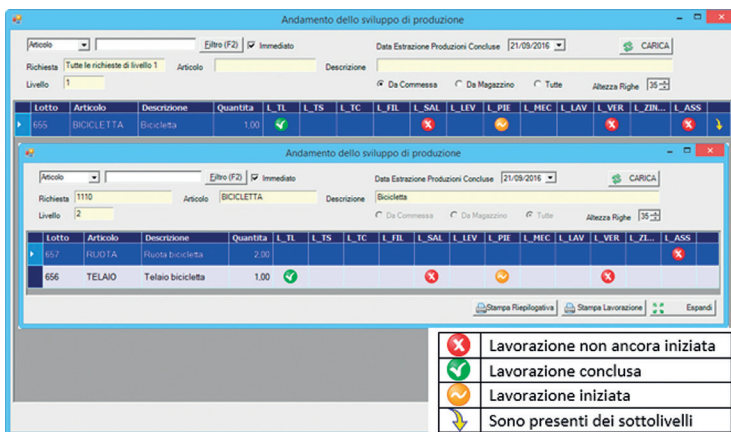 Andamento dello sviluppo di produzione
Articolo Filtro (F2) Immediato Data Estrazione Produzioni Concluse 21/09/2016 CARICA
Richiesta Tutte le richieste di livello 1 Articolo Descrizione
Livello 1 Da Commessa Da Magazzino Tutte Altezza Righe 35
Lotto Articolo Descrizione Quantita L_TL L_TS L_TC L_FIL L_SAL L_LEV L_PIE L_MEC L_LAV L_VER L_ZIN... L_ASS
655 BICICLETTA Bicicletta 1,00
Andamento dello sviluppo di produzione
Articolo Filtro (F2) Immediato Data Estrazione Produzioni Concluse 21/09/2016 CARICA
Richiesta 1110 Articolo BICICLETTA Descrizione Bicicletta
Livello 2 Da Commessa Da Magazzino Tutte Altezza Righe 35
Lotto Articolo Descrizione Quantita L_TL L_TS L_TC L_FIL L_SAL L_LEV L_PIE L_MEC L_LAV L_VER L_ZI... L_ASS
657 RUOTA Ruota bicicletta 2,00
656 TELAIO Telaio bicicletta 1,00
Stampa Riepilogativa Stampa Lavorazione Espandi
Lavorazione non ancora iniziata
Lavorazione conclusa
Lavorazione iniziata
Sono presenti dei sottolivelli